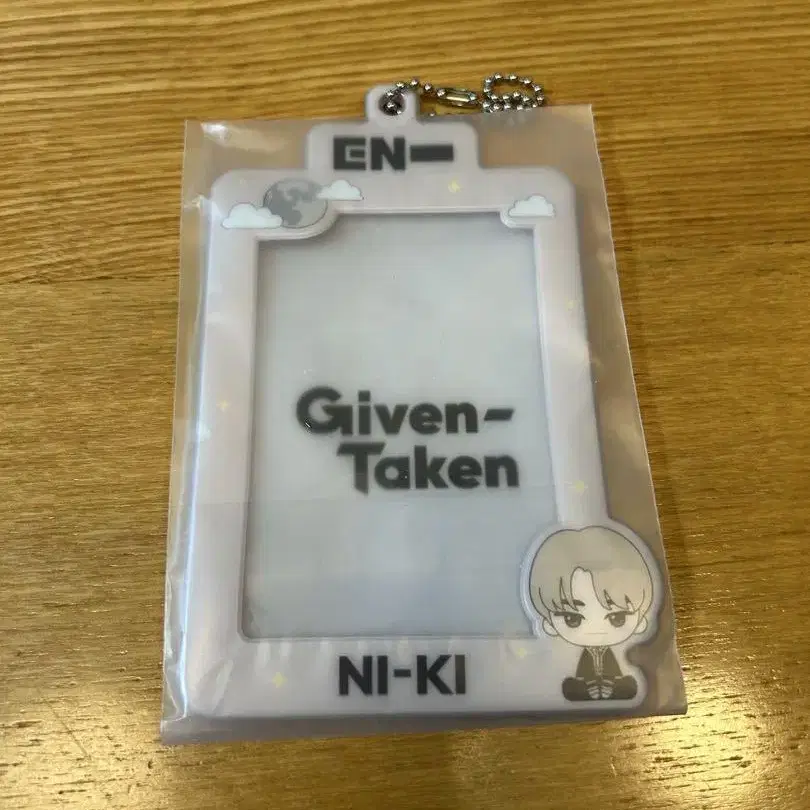 EN-
Given-
Taken
NI-KI